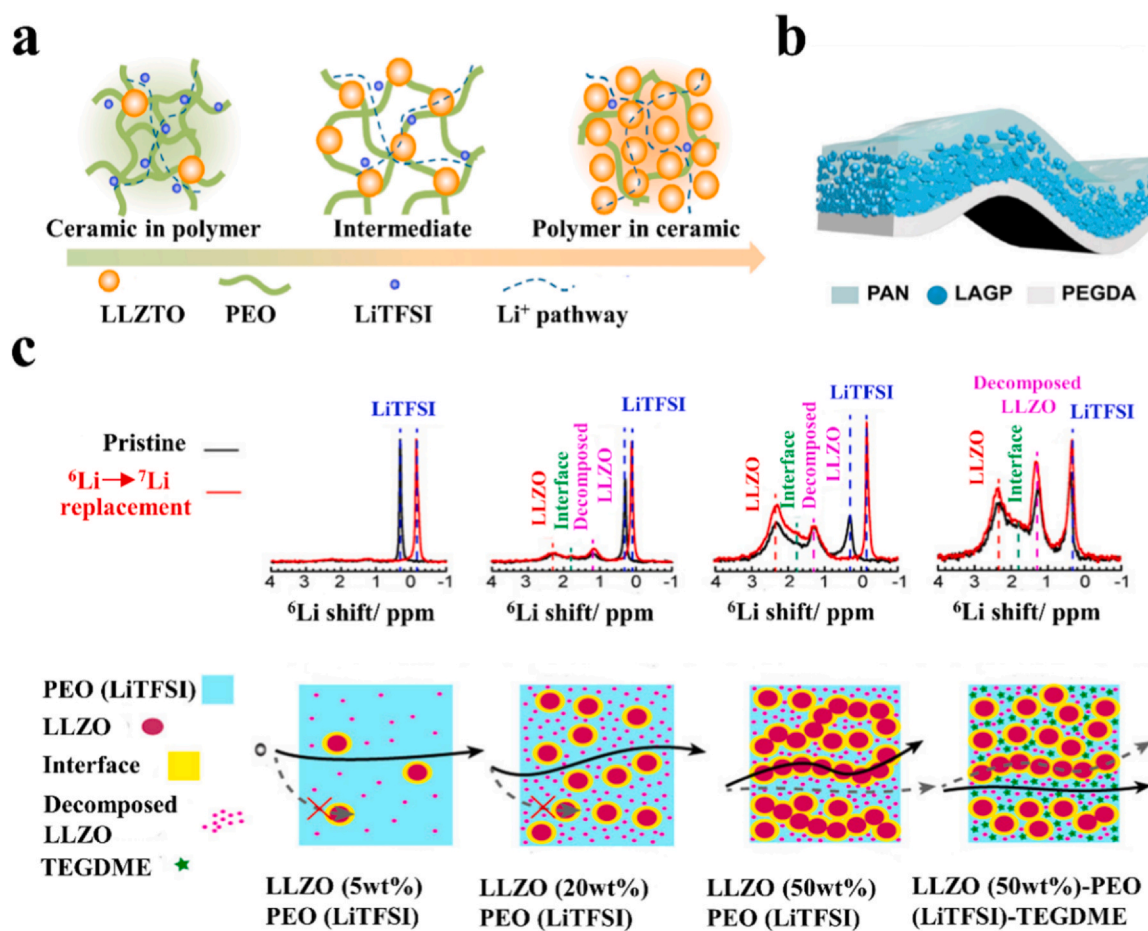 a
b
Ceramic in polymer
Intermediate
Polymer in ceramic
LLZTO
PEO
LiTFSI
Li⁺ pathway
PAN
LAGP
PEGDA
c
Pristine
⁶Li→⁷Li
replacement
LiTFSI
4 3 2 1 0 -1
⁶Li shift/ ppm
LLZO
Interface
Decomposed
LLZO
LiTFSI
4 3 2 1 0 -1
⁶Li shift/ ppm
LLZO
Interface
Decomposed
LLZO
LiTFSI
4 3 2 1 0 -1
⁶Li shift/ ppm
Decomposed
LLZO
LiTFSI
LLZO
Interface
4 3 2 1 0 -1
⁶Li shift/ ppm
PEO (LiTFSI)
LLZO
Interface
Decomposed
LLZO
TEGDME
LLZO (5wt%)
PEO (LiTFSI)
LLZO (20wt%)
PEO (LiTFSI)
LLZO (50wt%)
PEO (LiTFSI)
LLZO (50wt%)-PEO
(LiTFSI)-TEGDME